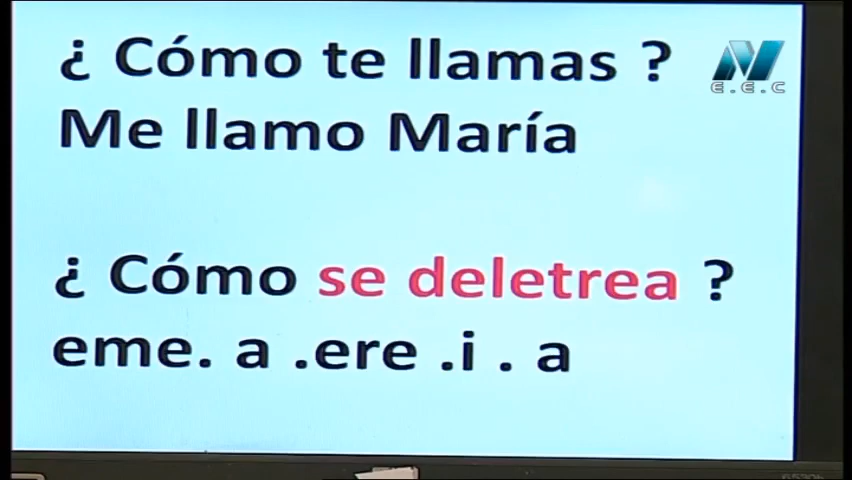 ¿ Cómo te llamas ?
Me llamo María
¿ Cómo se deletrea ?
eme. a .ere .i . a
E.E.C